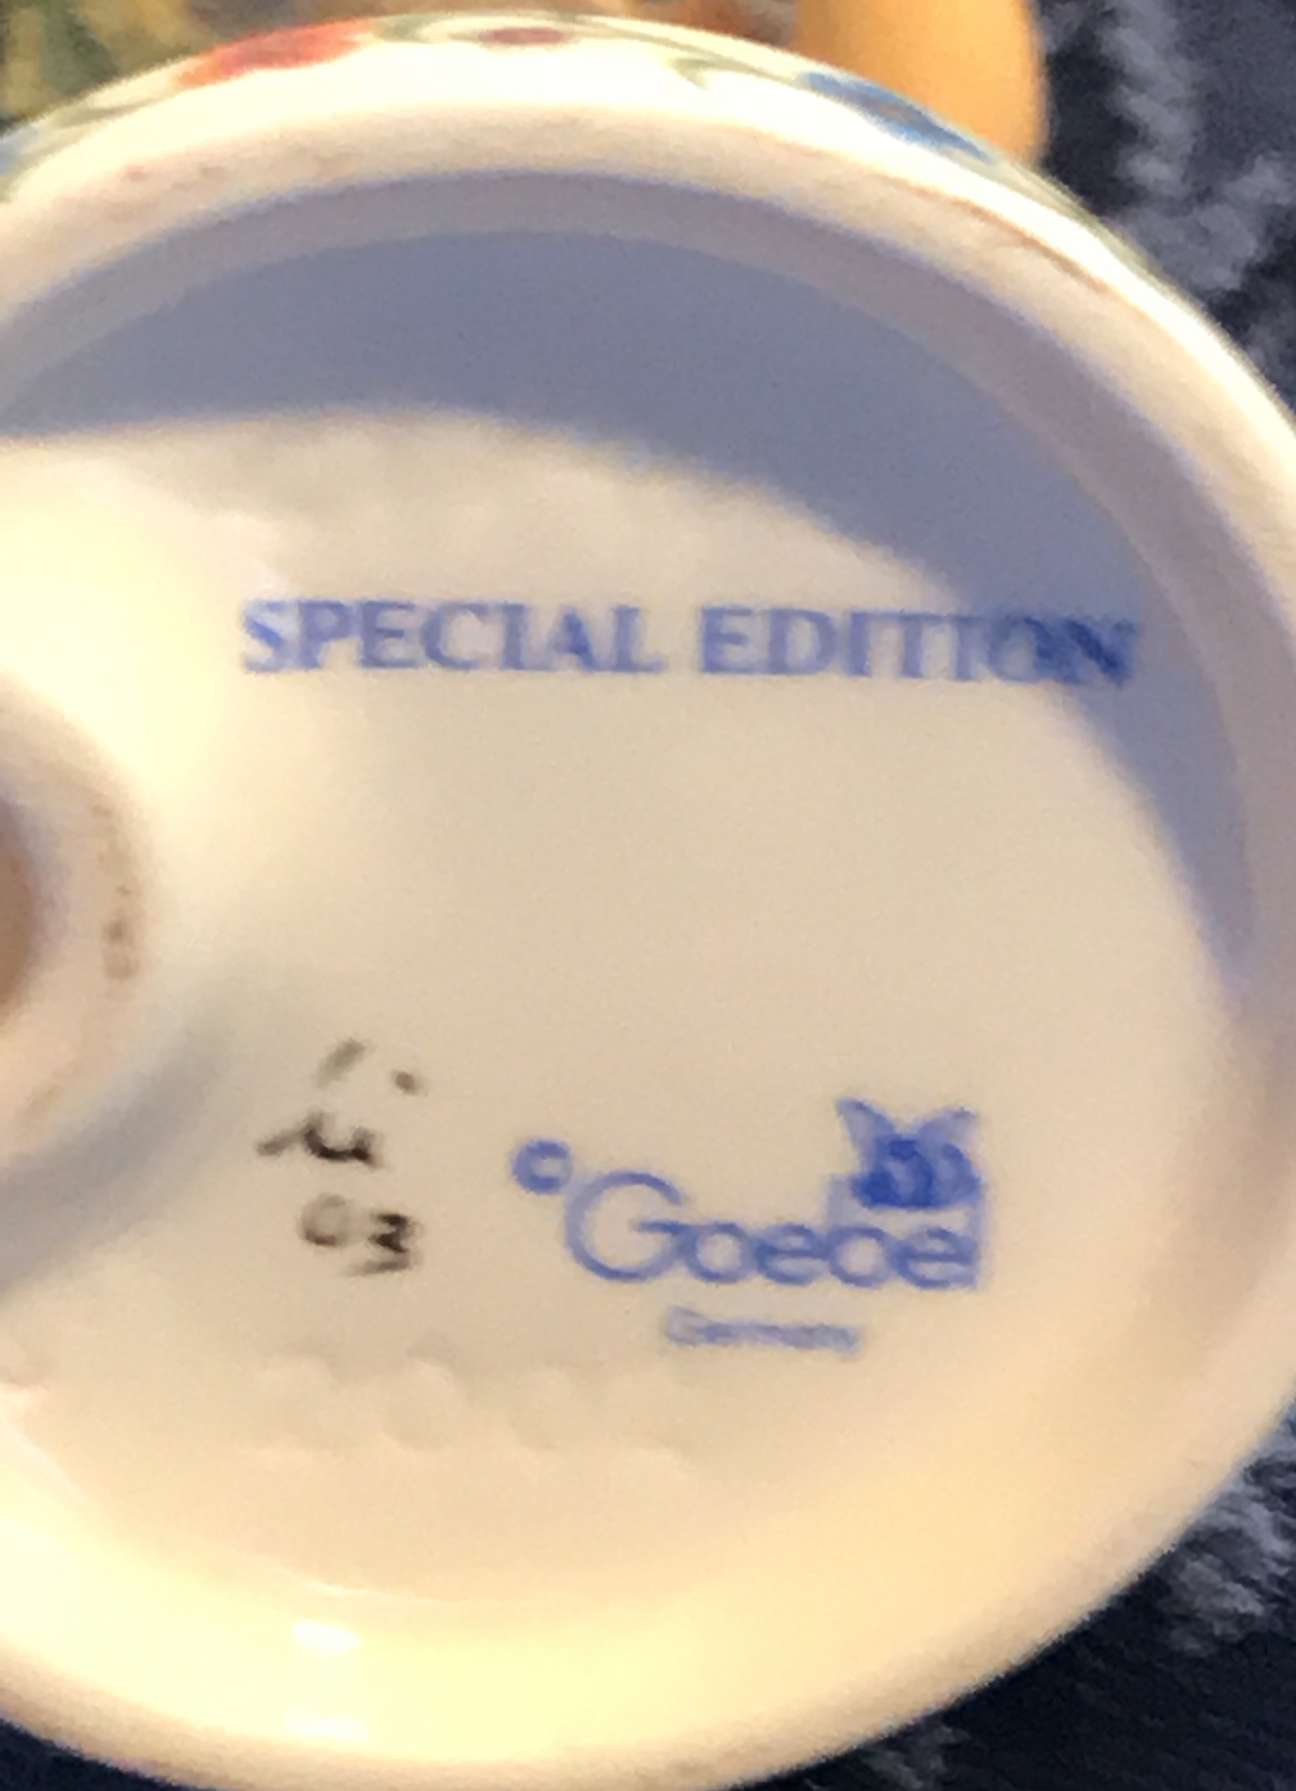 SPECIAL EDITION
03
© Goebel
Germany